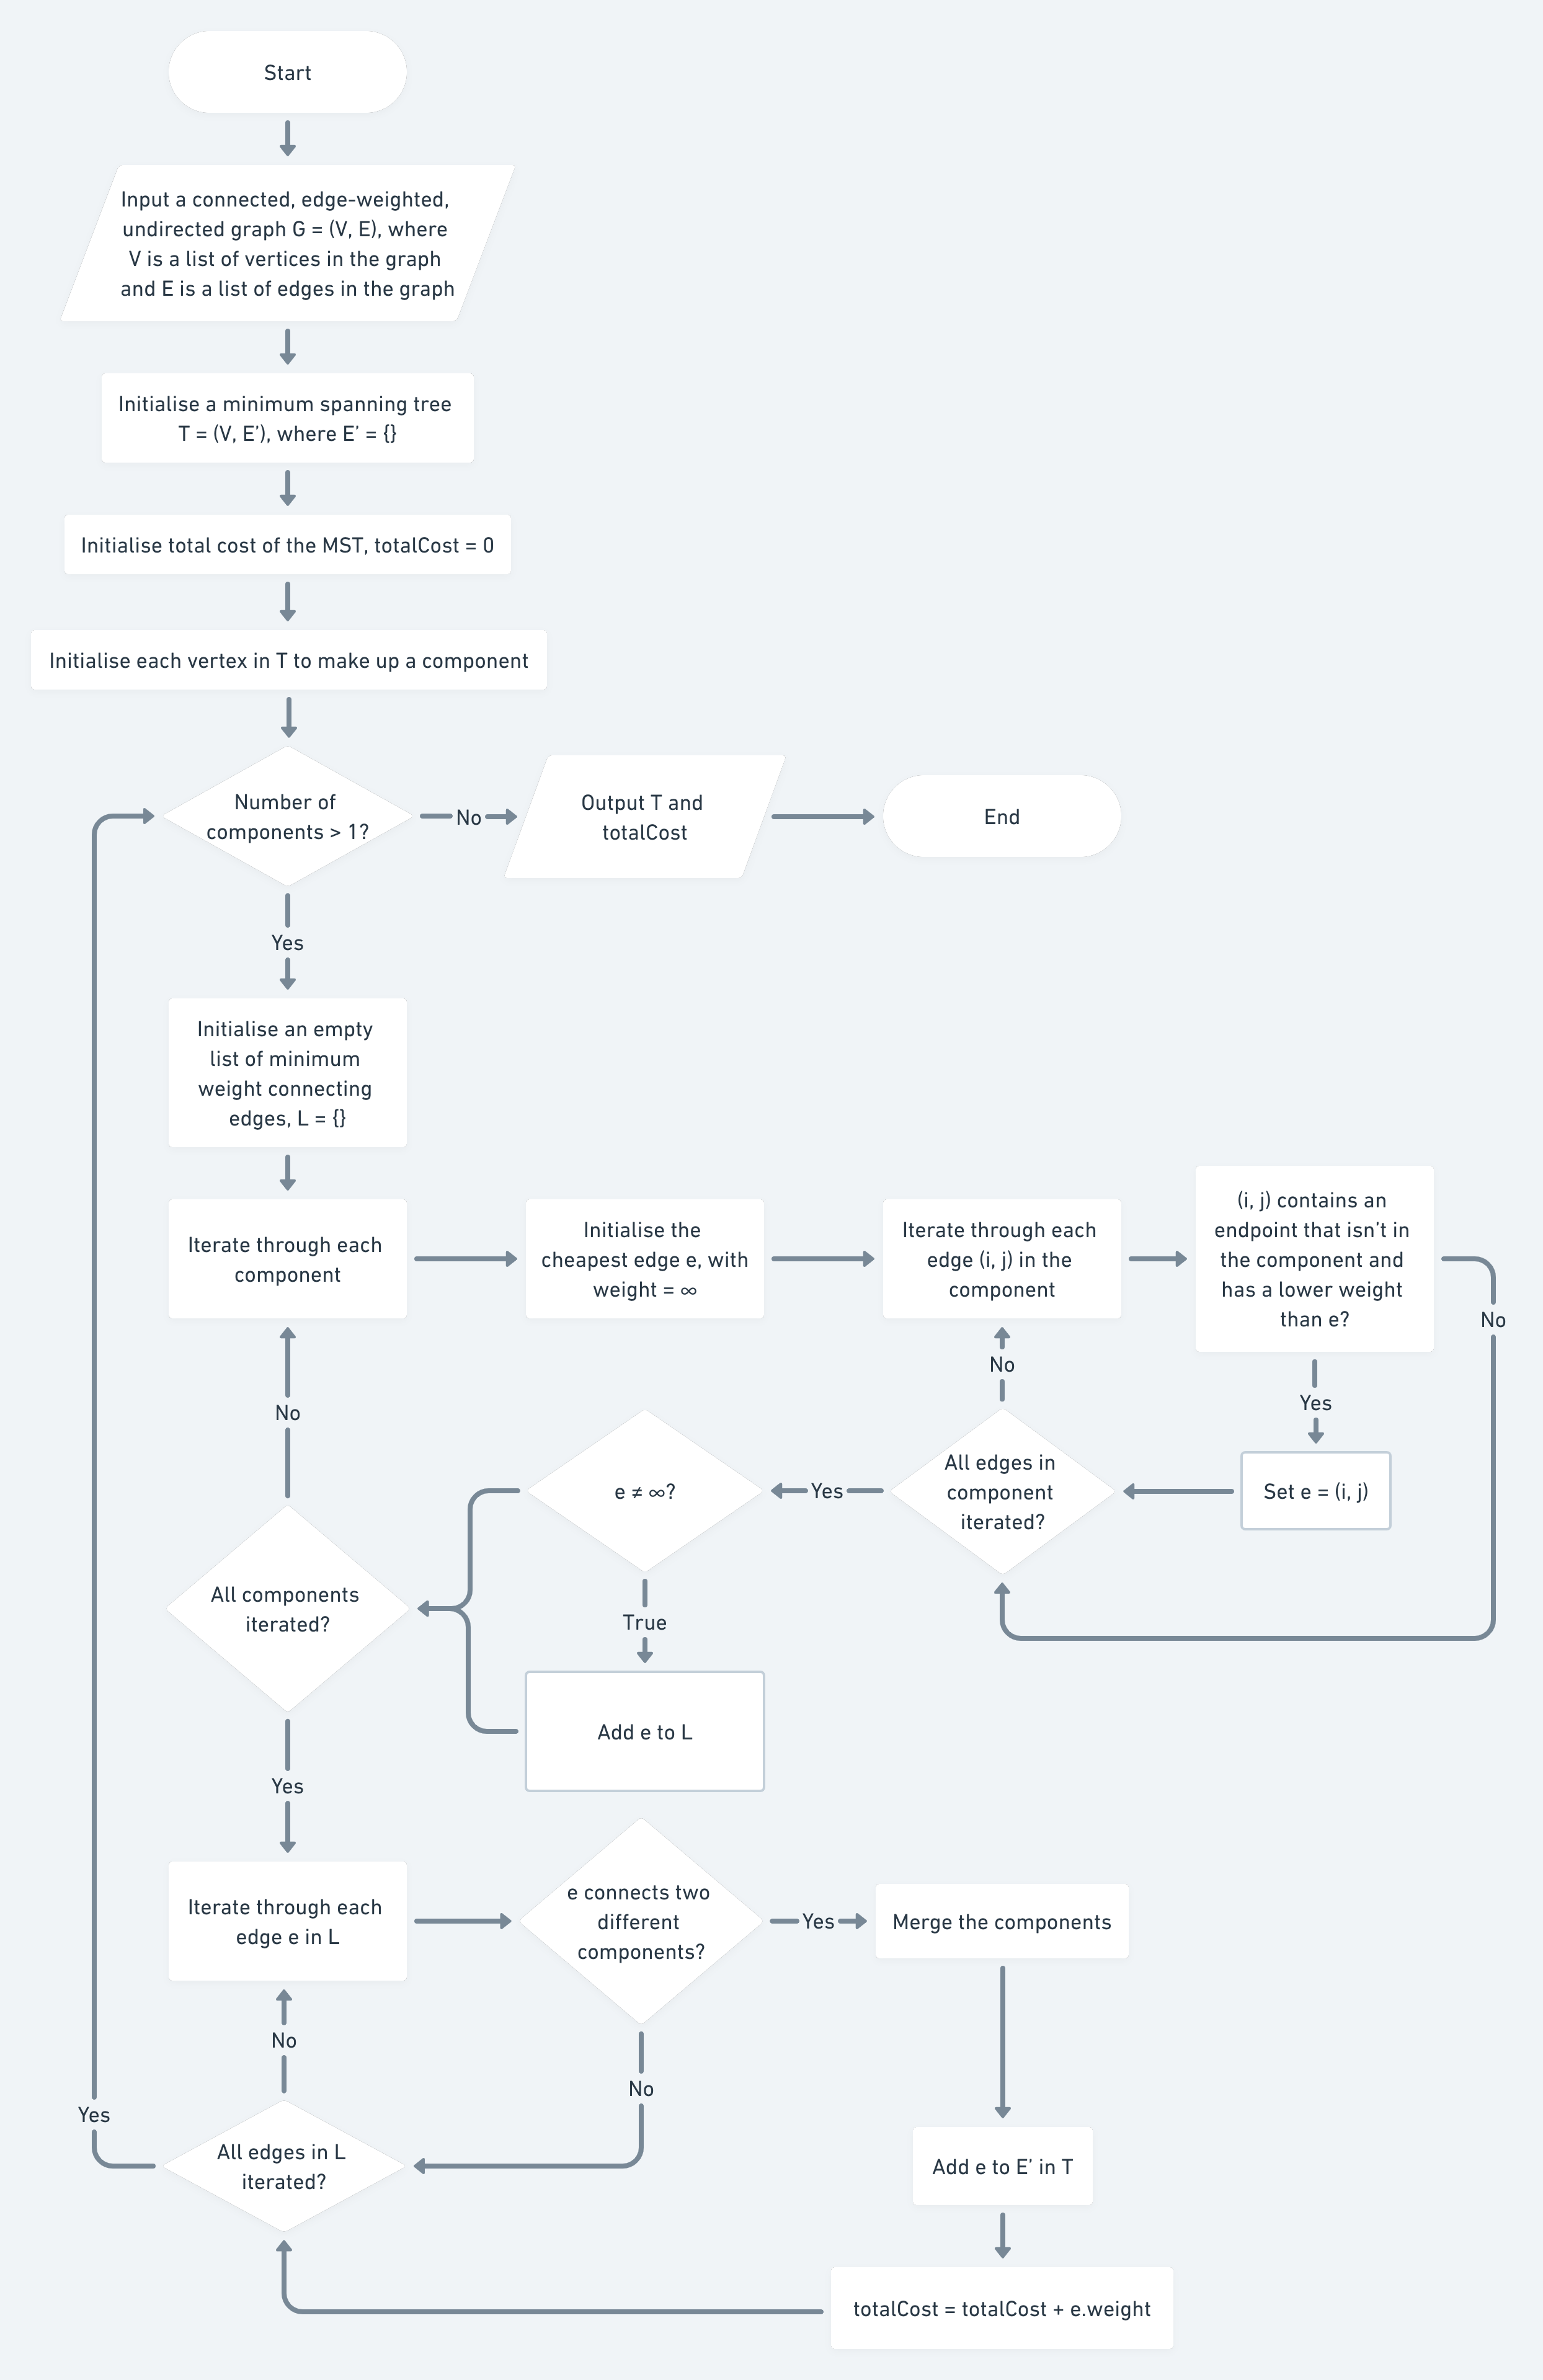 Start
Input a connected, edge-weighted,
undirected graph G = (V, E), where
V is a list of vertices in the graph
and E is a list of edges in the graph
Initialise a minimum spanning tree
T = (V, E’), where E’ = {}
Initialise total cost of the MST, totalCost = 0
Initialise each vertex in T to make up a component
Number of
components > 1?
No
Output T and
totalCost
End
Yes
Initialise an empty
list of minimum
weight connecting
edges, L = {}
Iterate through each
component
Initialise the
cheapest edge e, with
weight = ∞
Iterate through each
edge (i, j) in the
component
(i, j) contains an
endpoint that isn’t in
the component and
has a lower weight
than e?
No
Yes
Set e = (i, j)
No
All edges in
component
iterated?
Yes
e ≠ ∞?
True
Add e to L
No
All components
iterated?
Yes
Iterate through each
edge e in L
e connects two
different
components?
Yes
Merge the components
No
No
Add e to E’ in T
All edges in L
iterated?
Yes
totalCost = totalCost + e.weight